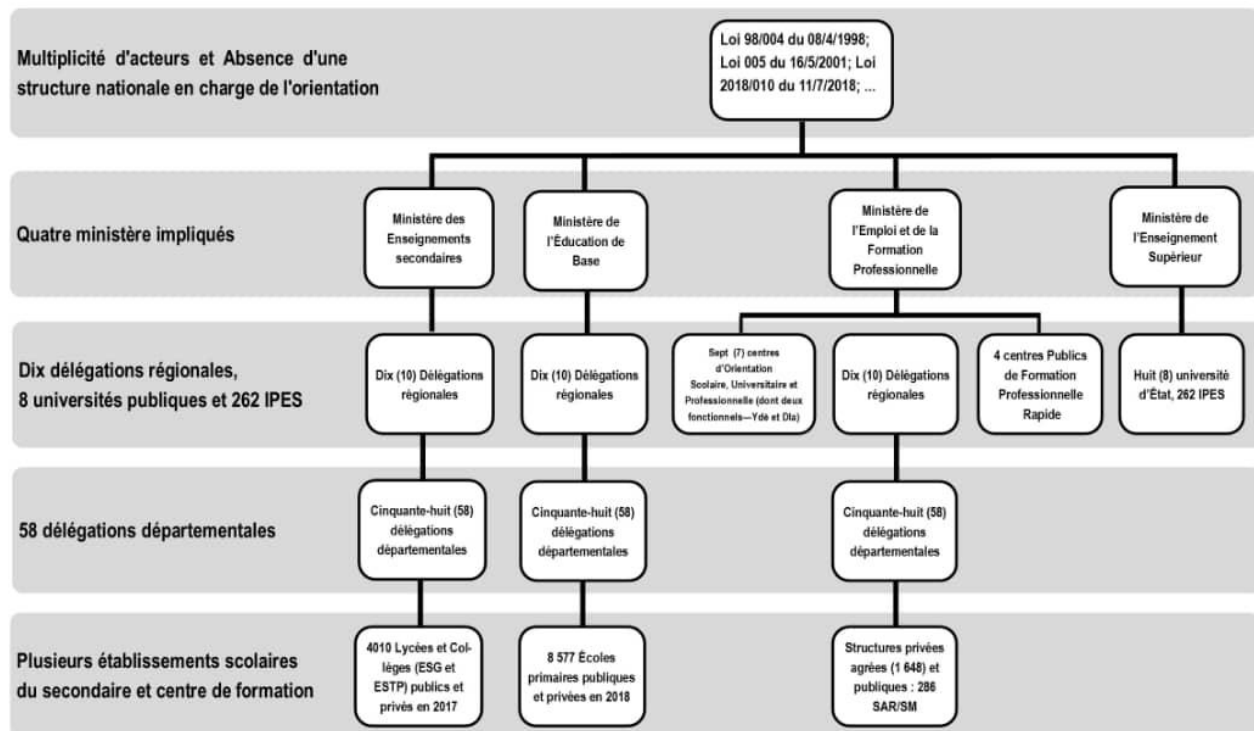 Multiplicité d'acteurs et Absence d'une
structure nationale en charge de l'orientation
Loi 98/004 du 08/4/1998;
Loi 005 du 16/5/2001; Loi
2018/010 du 11/7/2018; ...
Quatre ministère impliqués
Ministère des
Enseignements
secondaires
Ministère de
l'Éducation de
Base
Ministère de
l'Emploi et de la
Formation
Professionnelle
Ministère de
l'Enseignement
Supérieur
Dix délégations régionales,
8 universités publiques et 262 IPES
Dix (10) Délégations
régionales
Dix (10) Délégations
régionales
Sept (7) centres
d'Orientation
Scolaire, Universitaire et
Professionnelle (dont deux
fonctionnels—Ydè et Dla)
Dix (10) Délégations
régionales
4 centres Publics
de Formation
Professionnelle
Rapide
Huit (8) université
d'État, 262 IPES
58 délégations départementales
Cinquante-huit (58)
délégations
départementales
Cinquante-huit (58)
délégations
départementales
Cinquante-huit (58)
délégations
départementales
Plusieurs établissements scolaires
du secondaire et centre de formation
4010 Lycées et Col-
lèges (ESG et
ESTP) publics et
privés en 2017
8 577 Écoles
primaires publiques
et privées en 2018
Structures privées
agrées (1 648) et
publiques : 286
SAR/SM